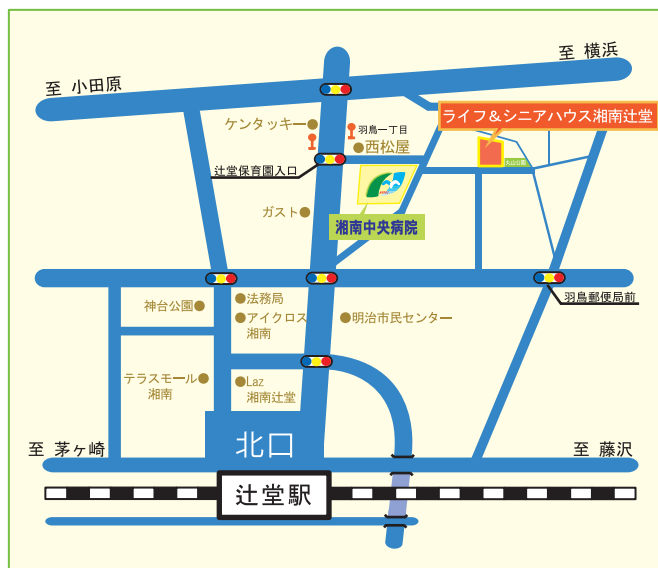 至 横浜
至 小田原
ライフ&シニアハウス湘南辻堂
ケンタッキー
羽鳥一丁目
西松屋
辻堂保育園入口
丸山公園
ガスト
湘南中央病院
神台公園
法務局
アイクロス
湘南
明治市民センター
羽鳥郵便局前
テラスモール
湘南
Laz
湘南辻堂
北口
至 茅ヶ崎
至 藤沢
辻堂駅